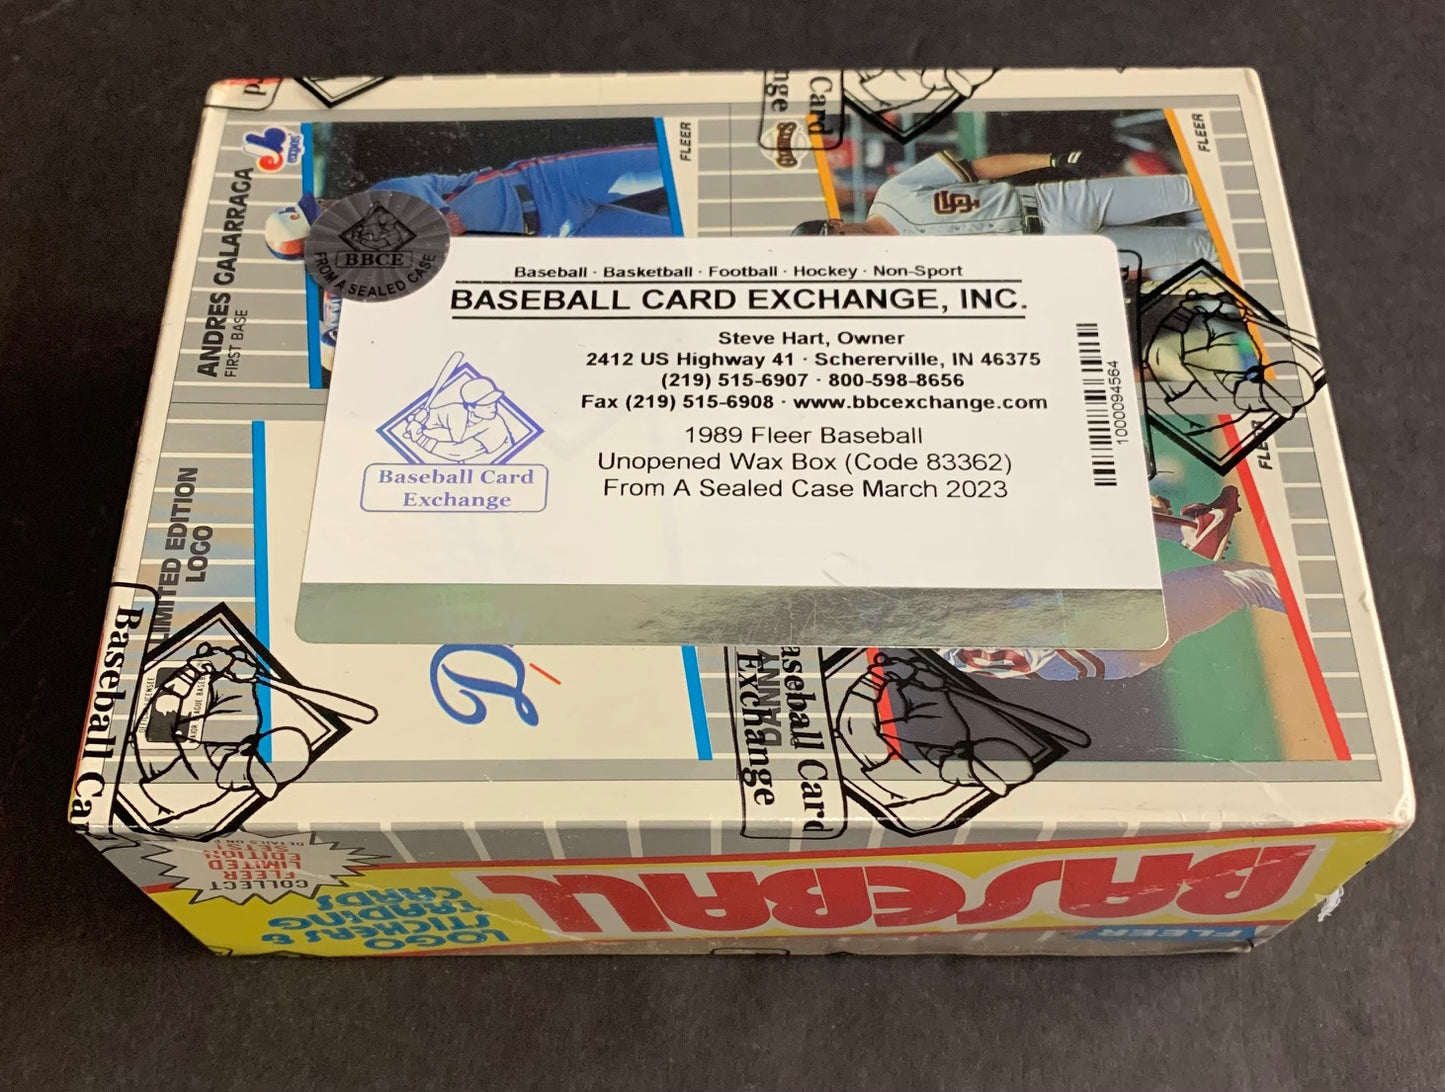 Baseball · Basketball · Football · Hockey · Non-Sport
BASEBALL CARD EXCHANGE, INC.
Steve Hart, Owner
2412 US Highway 41 · Schererville, IN 46375
(219) 515-6907 · 800-598-8656
Fax (219) 515-6908 · www.bbcexchange.com
1989 Fleer Baseball
Unopened Wax Box (Code 83362)
From A Sealed Case March 2023
Baseball Card
Exchange
1000094564
BBCE
FROM A SEALED CASE
expos
ANDRES GALARRAGA
FIRST BASE
FLEER
FLEER
FLEER
LIMITED EDITION
LOGO
Card
Baseball Card
Exchange
DANNY
BASEBALL
FLEER
LOGO
STICKERS &
TRADING
CARDS
COLLECT
FLEER
LIMITED
EDITION